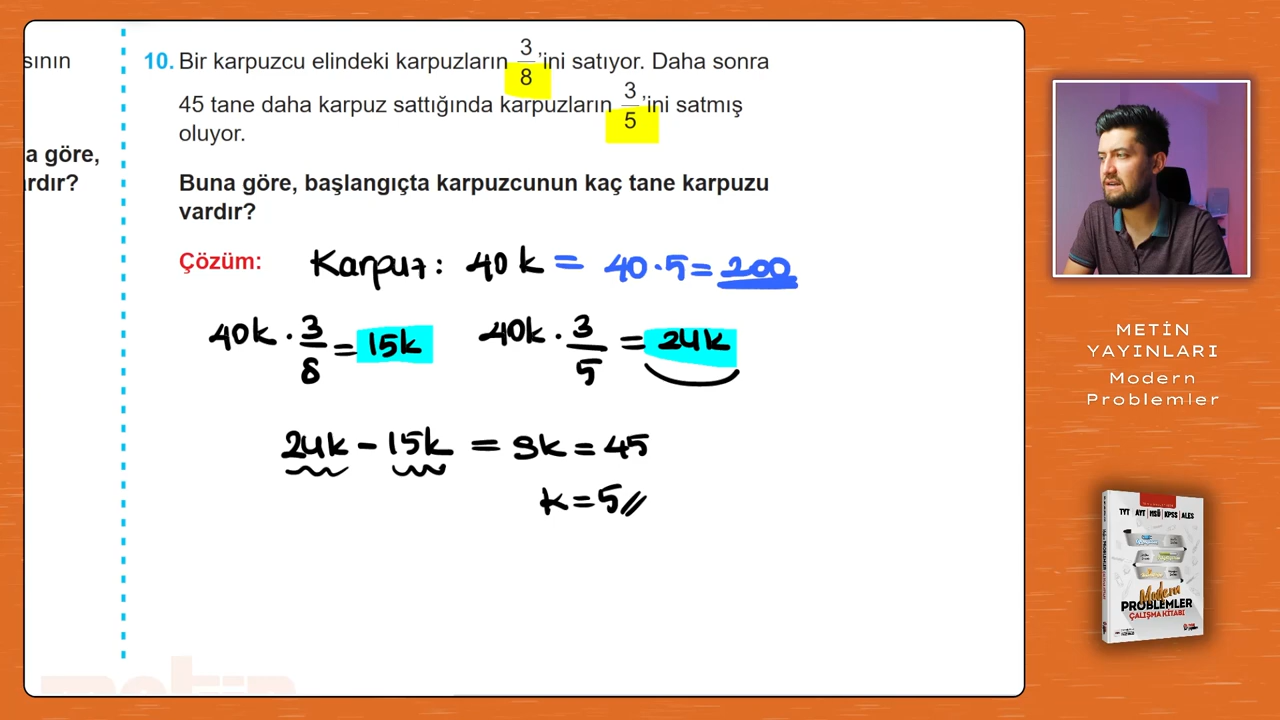 sının
a göre,
ırdır?
10. Bir karpuzcu elindeki karpuzların 3/8'ini satıyor. Daha sonra
45 tane daha karpuz sattığında karpuzların 3/5'ini satmış
oluyor.
Buna göre, başlangıçta karpuzcunun kaç tane karpuzu
vardır?
Çözüm: Karpuz: 40k = 40·5 = 200
40k · 3/8 = 15k 40k · 3/5 = 24k
24k - 15k = 9k = 45
k = 5//
METİN
YAYINLARI
Modern
Problemler
TYT AYT MSÜ KPSS ALES
Modern
PROBLEMLER
ÇALIŞMA KİTABI
metin